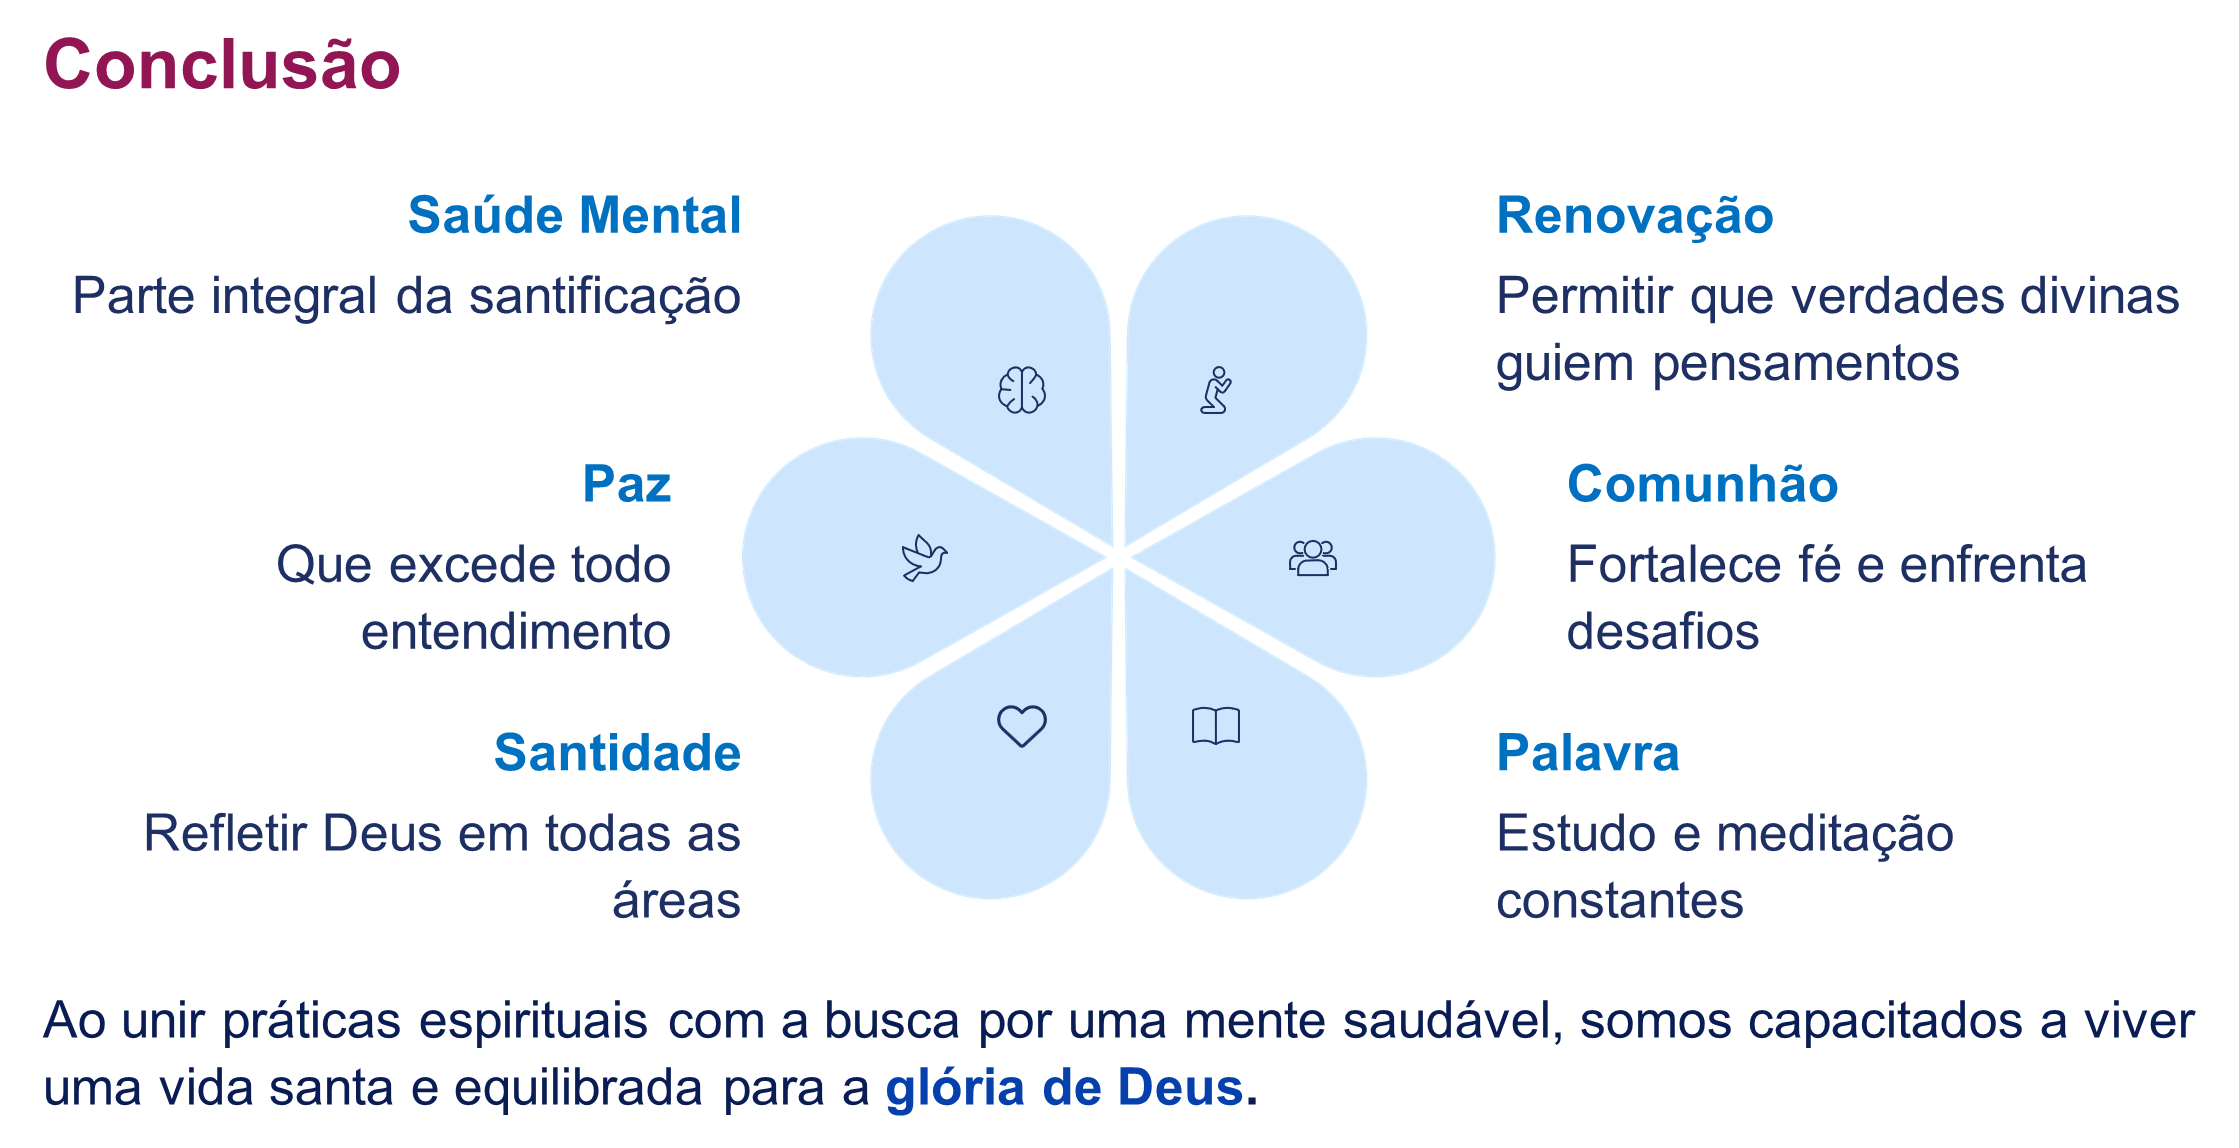 Conclusão
Saúde Mental
Parte integral da santificação
Renovação
Permitir que verdades divinas
guiem pensamentos
Paz
Que excede todo
entendimento
Comunhão
Fortalece fé e enfrenta
desafios
Santidade
Refletir Deus em todas as
áreas
Palavra
Estudo e meditação
constantes
Ao unir práticas espirituais com a busca por uma mente saudável, somos capacitados a viver
uma vida santa e equilibrada para a glória de Deus.